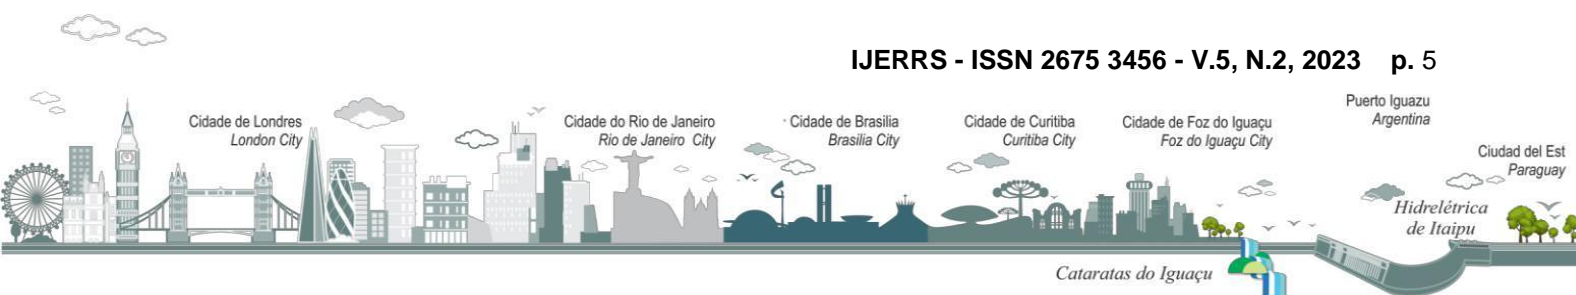 IJERRS - ISSN 2675 3456 - V.5, N.2, 2023 p. 5
Cidade de Londres
London City
Cidade do Rio de Janeiro
Rio de Janeiro City
Cidade de Brasilia
Brasilia City
Cidade de Curitiba
Curitiba City
Cidade de Foz do Iguaçu
Foz do Iguaçu City
Puerto Iguazu
Argentina
Ciudad del Est
Paraguay
Hidrelétrica
de Itaipu
Cataratas do Iguaçu